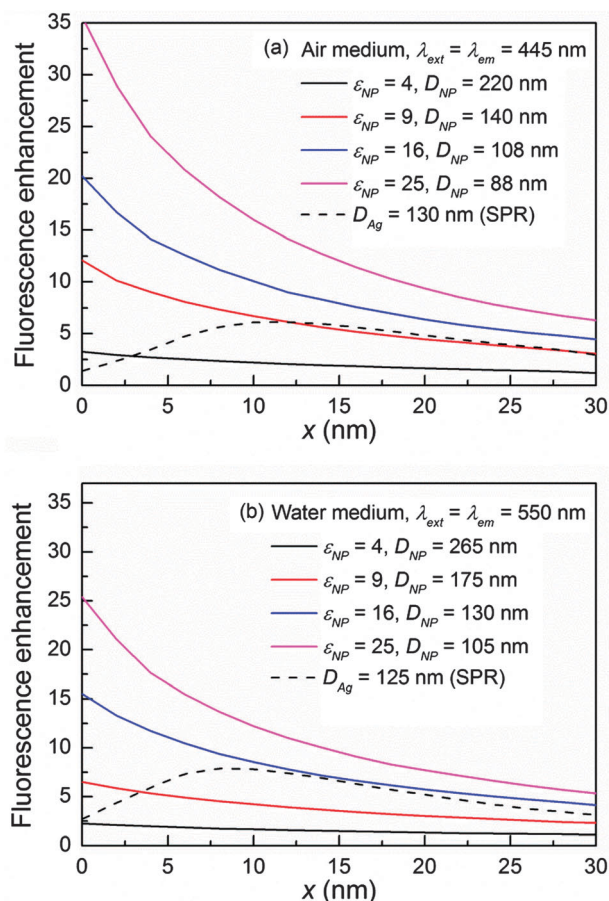 (a) Air medium, λext = λem = 445 nm
εNP = 4, DNP = 220 nm
εNP = 9, DNP = 140 nm
εNP = 16, DNP = 108 nm
εNP = 25, DNP = 88 nm
DAg = 130 nm (SPR)
Fluorescence enhancement
35
30
25
20
15
10
5
0
0 5 10 15 20 25 30
x (nm)
(b) Water medium, λext = λem = 550 nm
εNP = 4, DNP = 265 nm
εNP = 9, DNP = 175 nm
εNP = 16, DNP = 130 nm
εNP = 25, DNP = 105 nm
DAg = 125 nm (SPR)
Fluorescence enhancement
35
30
25
20
15
10
5
0
0 5 10 15 20 25 30
x (nm)